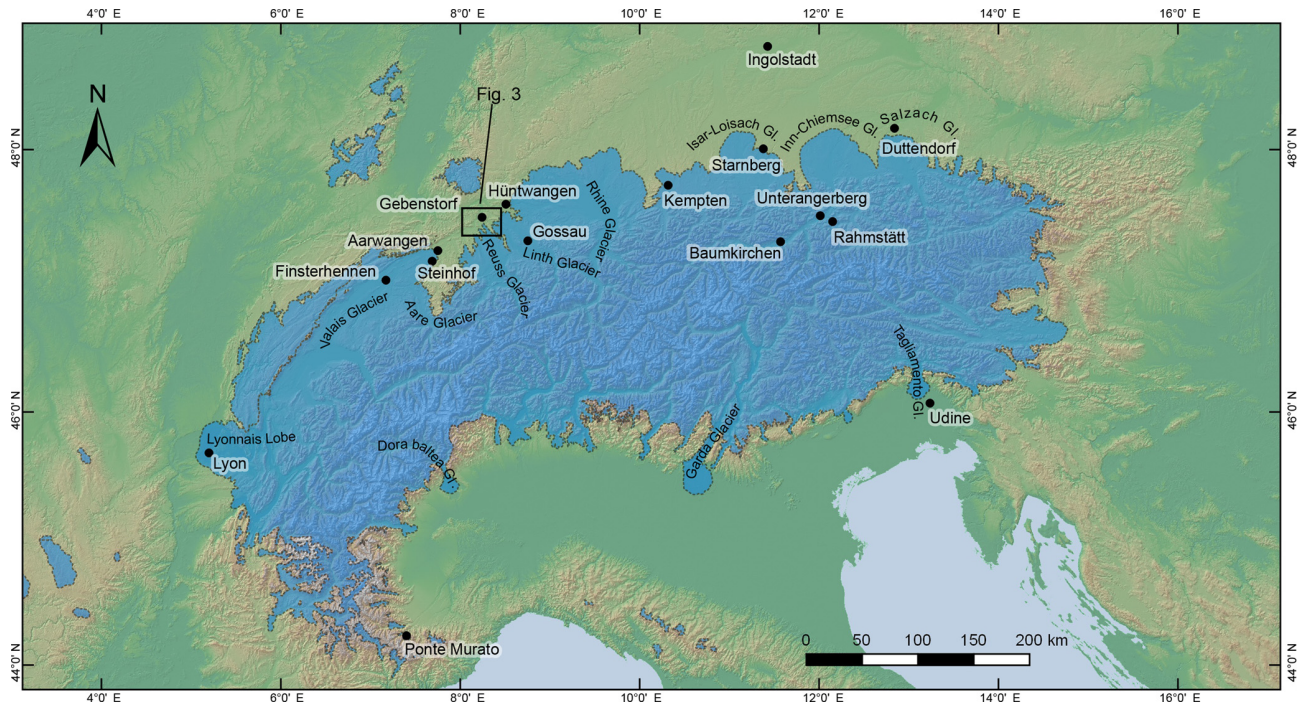 4°0' E 6°0' E 8°0' E 10°0' E 12°0' E 14°0' E 16°0' E
N
Ingolstadt
Fig. 3
Isar-Loisach Gl.
Inn-Chiemsee Gl.
Salzach Gl.
48°0' N
48°0' N
Starnberg
Duttendorf
Hüntwangen
Kempten
Unterangerberg
Gebenstorf
Rhine Glacier
Gossau
Rahmstätt
Aarwangen
Baumkirchen
Linth Glacier
Reuss Glacier
Finsterhennen
Steinhof
Valais Glacier
Aare Glacier
Tagliamento Gl.
46°0' N
46°0' N
Udine
Garda Glacier
Lyonnais Lobe
Dora baltea Gl.
Lyon
0 50 100 150 200 km
Ponte Murato
44°0' N
44°0' N
4°0' E 6°0' E 8°0' E 10°0' E 12°0' E 14°0' E 16°0' E